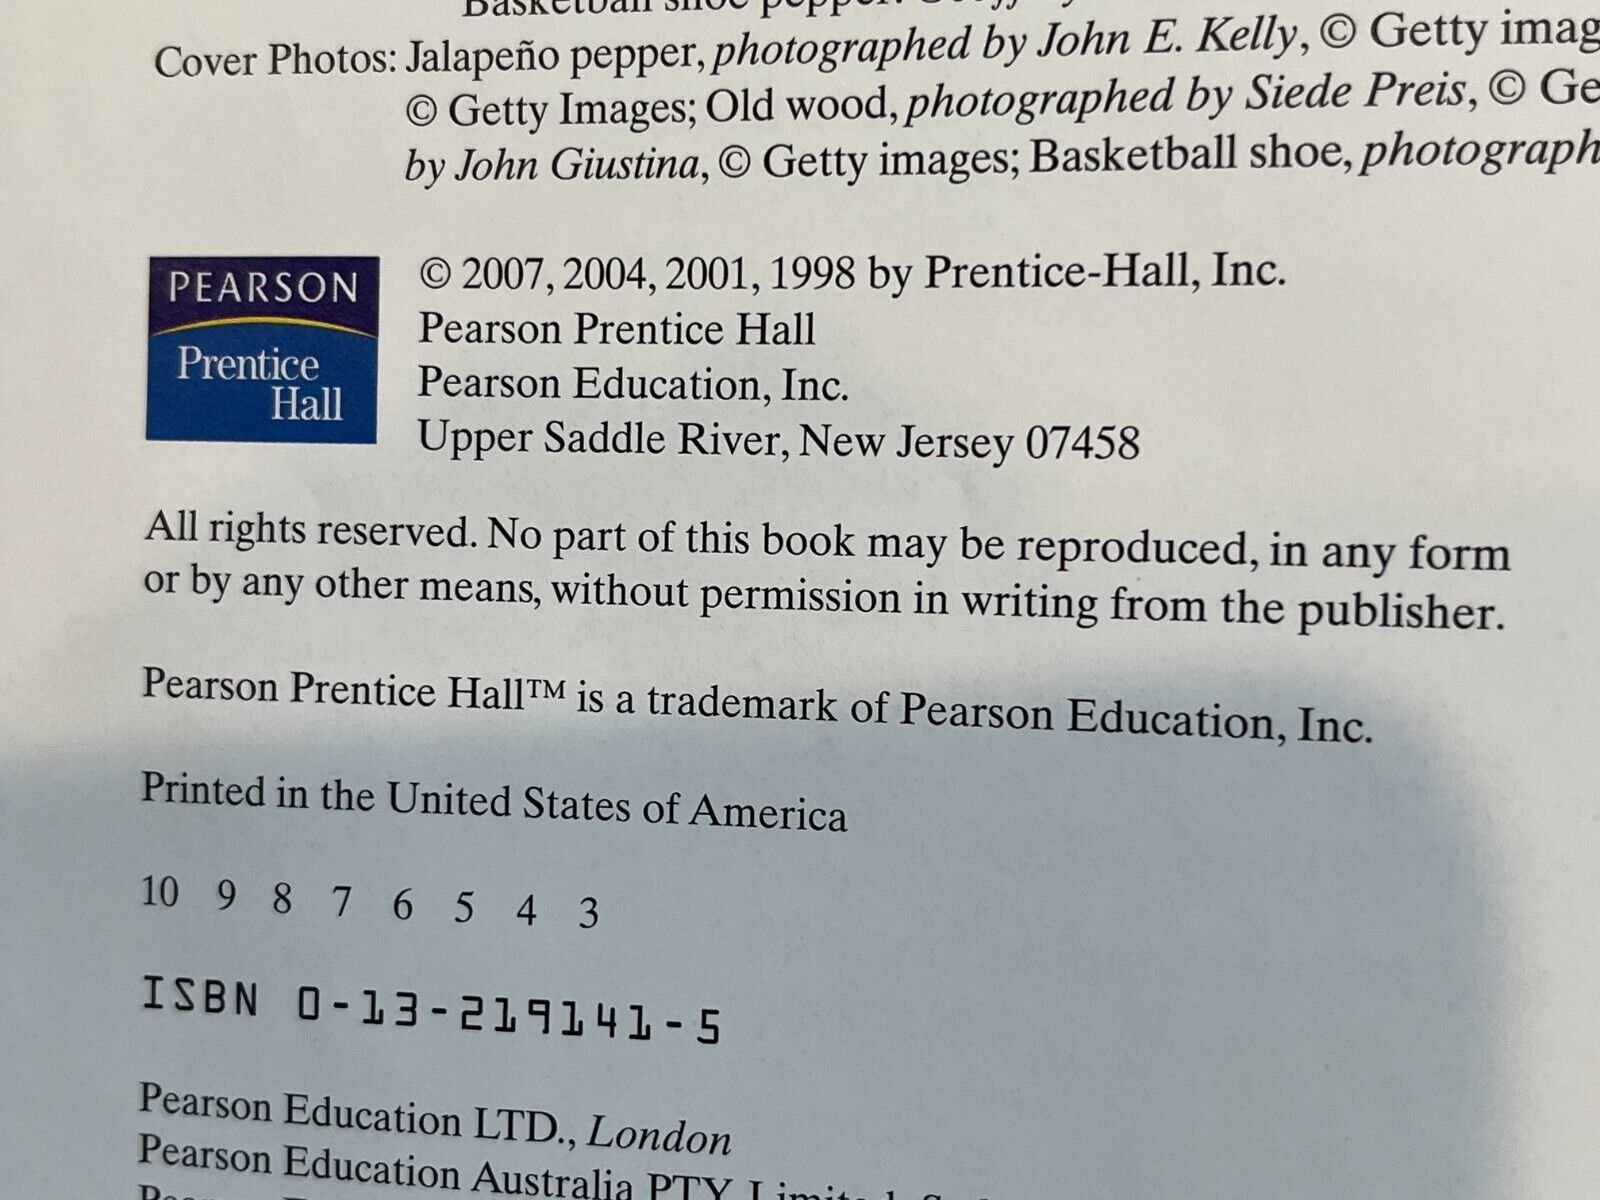 Basketball shoe pepper:
Cover Photos: Jalapeño pepper, photographed by John E. Kelly, © Getty imag
© Getty Images; Old wood, photographed by Siede Preis, © Ge
by John Giustina, © Getty images; Basketball shoe, photograph
PEARSON
Prentice
Hall
© 2007, 2004, 2001, 1998 by Prentice-Hall, Inc.
Pearson Prentice Hall
Pearson Education, Inc.
Upper Saddle River, New Jersey 07458
All rights reserved. No part of this book may be reproduced, in any form
or by any other means, without permission in writing from the publisher.
Pearson Prentice Hall™ is a trademark of Pearson Education, Inc.
Printed in the United States of America
10 9 8 7 6 5 4 3
ISBN 0-13-219141-5
Pearson Education LTD., London
Pearson Education Australia PTY, Limited,